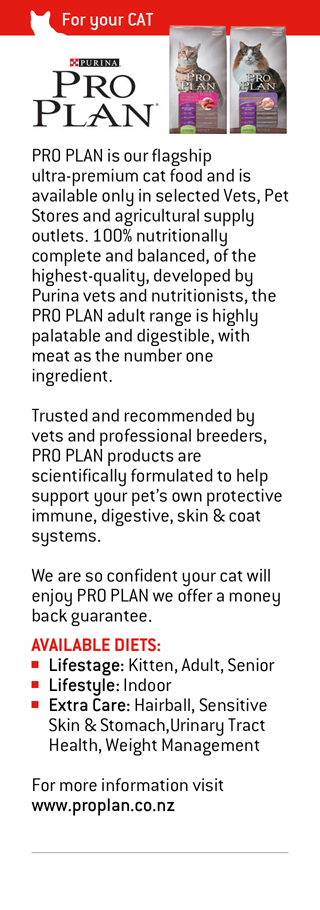 For your CAT
PURINA
PRO PLAN
PRO PLAN
PRO
PLAN
PRO PLAN is our flagship
ultra-premium cat food and is
available only in selected Vets, Pet
Stores and agricultural supply
outlets. 100% nutritionally
complete and balanced, of the
highest-quality, developed by
Purina vets and nutritionists, the
PRO PLAN adult range is highly
palatable and digestible, with
meat as the number one
ingredient.
Trusted and recommended by
vets and professional breeders,
PRO PLAN products are
scientifically formulated to help
support your pet's own protective
immune, digestive, skin & coat
systems.
We are so confident your cat will
enjoy PRO PLAN we offer a money
back guarantee.
AVAILABLE DIETS:
Lifestage: Kitten, Adult, Senior
Lifestyle: Indoor
Extra Care: Hairball, Sensitive
Skin & Stomach,Urinary Tract
Health, Weight Management
For more information visit
www.proplan.co.nz